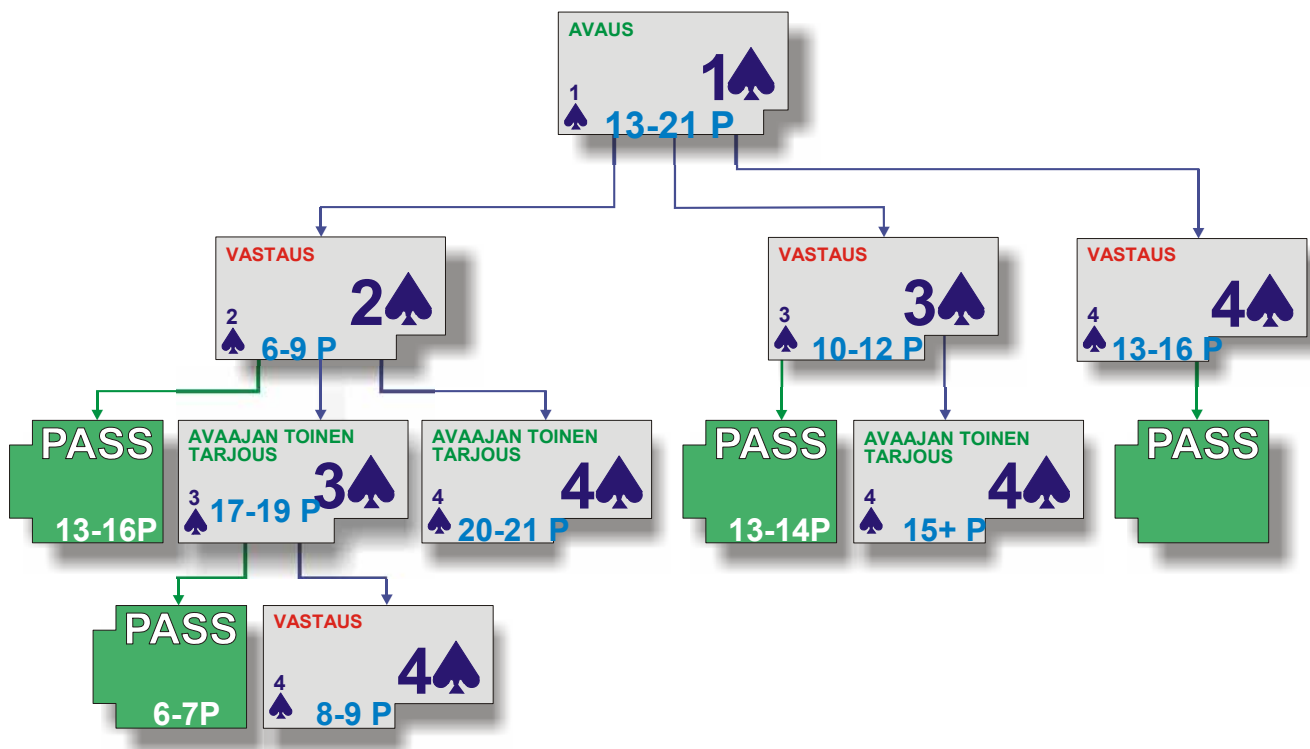 AVAUS
1♠
1
♠ 13-21 P
VASTAUS
2♠
2
♠ 6-9 P
VASTAUS
3♠
3
♠ 10-12 P
VASTAUS
4♠
4
♠ 13-16 P
PASS
13-16P
AVAAJAN TOINEN
TARJOUS
3♠
3
♠ 17-19 P
AVAAJAN TOINEN
TARJOUS
4♠
4
♠ 20-21 P
PASS
13-14P
AVAAJAN TOINEN
TARJOUS
4♠
4
♠ 15+ P
PASS
PASS
6-7P
VASTAUS
4♠
4
♠ 8-9 P